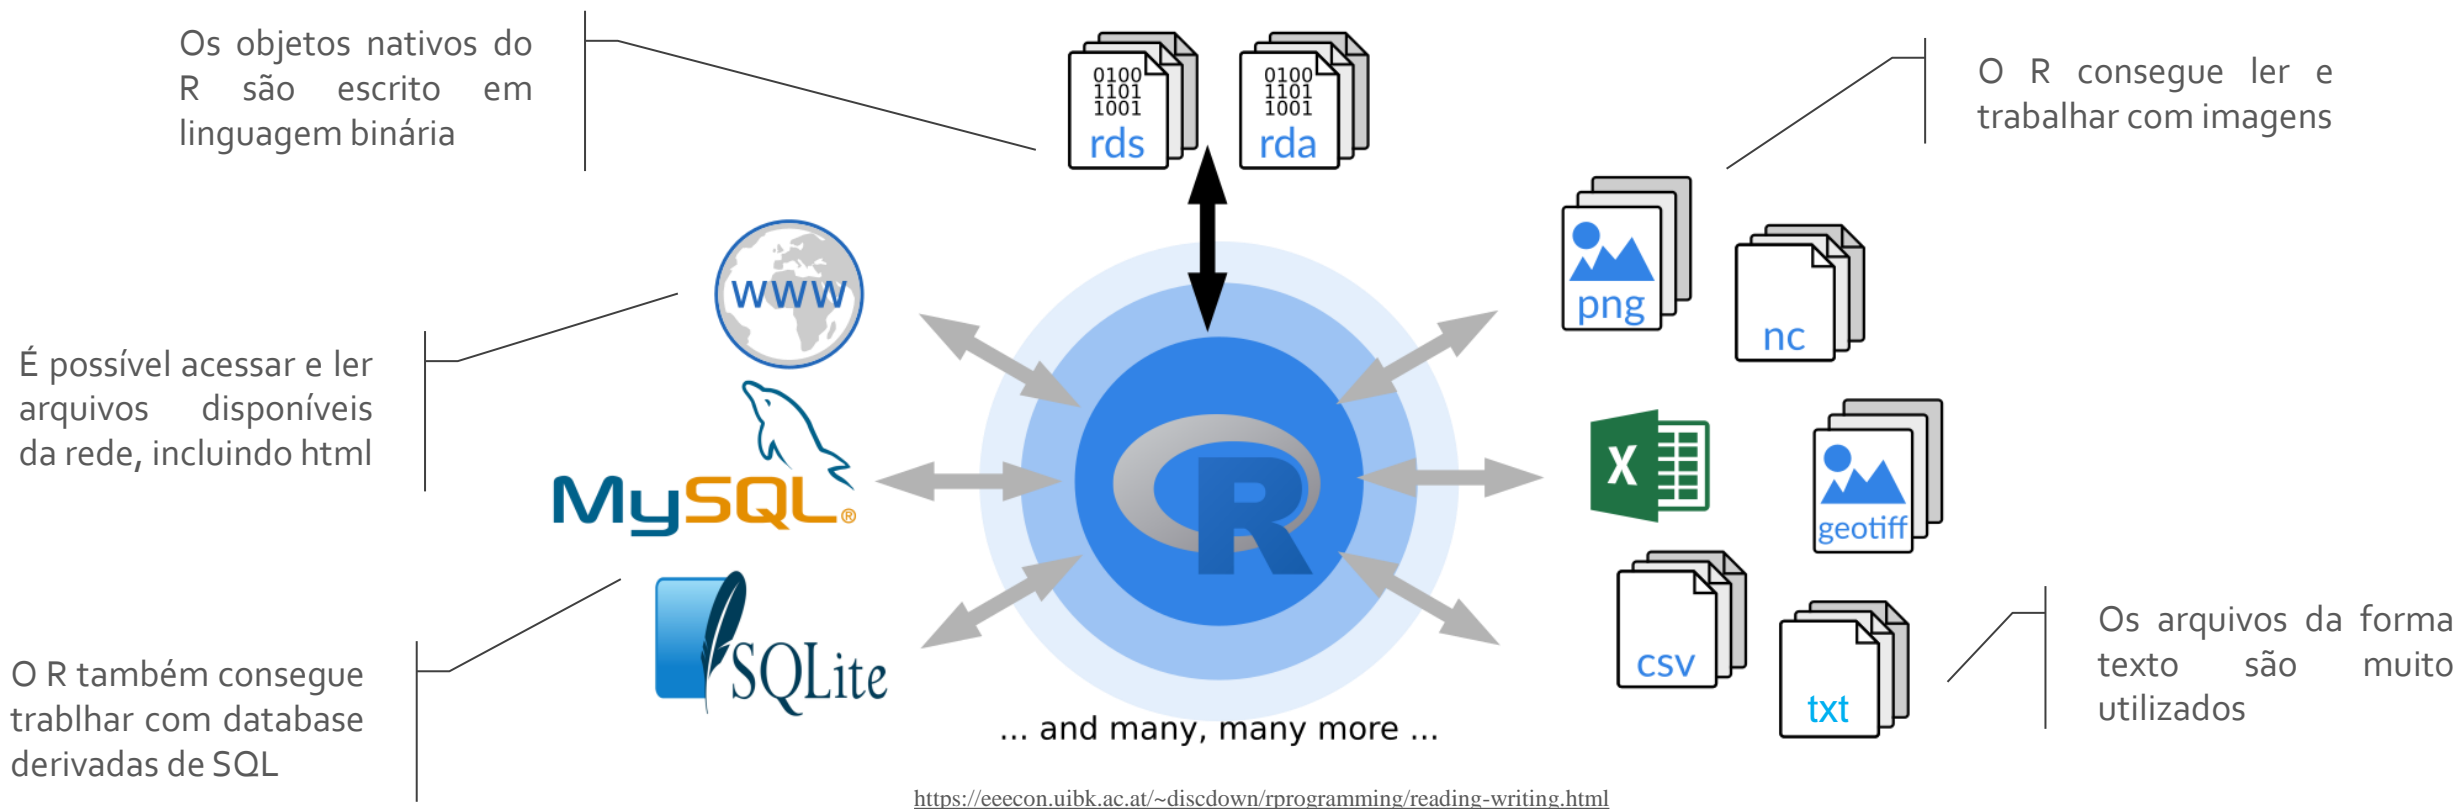 Os objetos nativos do
R são escrito em
linguagem binária
0100
1101
1001
rds
0100
1101
1001
rda
O R consegue ler e
trabalhar com imagens
www
png
nc
É possível acessar e ler
arquivos disponíveis
da rede, incluindo html
MySQL®
R
X
geotiff
SQLite
csv
txt
O R também consegue
trablhar com database
derivadas de SQL
Os arquivos da forma
texto são muito
utilizados
... and many, many more ...
https://eeecon.uibk.ac.at/~discdown/rprogramming/reading-writing.html